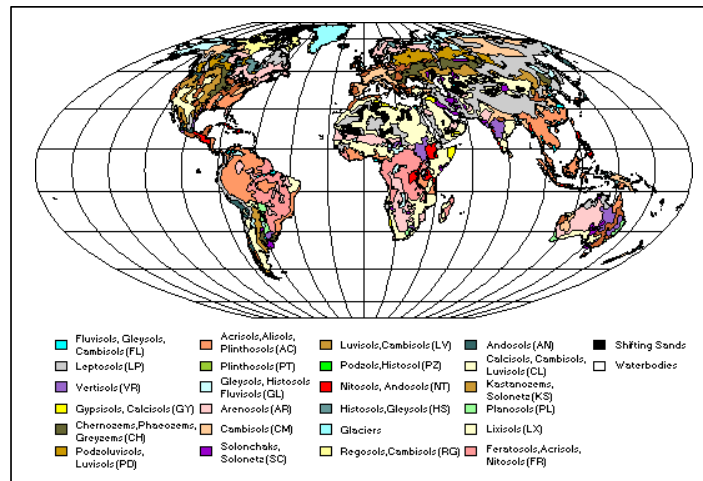 Fluvisols, Gleysols,
Cambisols (FL)
Leptosols (LP)
Vertisols (VR)
Gypsisols, Calcisols (GY)
Chernozems, Phaeozems,
Greyzems (CH)
Podzoluvisols,
Luvisols (PD)
Acrisols,Alisols,
Plinthosols (AC)
Plinthosols (PT)
Gleysols, Histosols
Fluvisols (GL)
Arenosols (AR)
Cambisols (CM)
Solonchaks,
Solonetz (SC)
Luvisols,Cambisols (LV)
Podzols, Histosol (PZ)
Nitosols, Andosols (NT)
Histosols,Gleysols (HS)
Glaciers
Regosols,Cambisols (RG)
Andosols (AN)
Calcisols, Cambisols,
Luvisols (CL)
Kastanozems,
Solonetz (KS)
Planosols (PL)
Lixisols (LX)
Feratosols,Acrisols,
Nitosols (FR)
Shifting Sands
Waterbodies